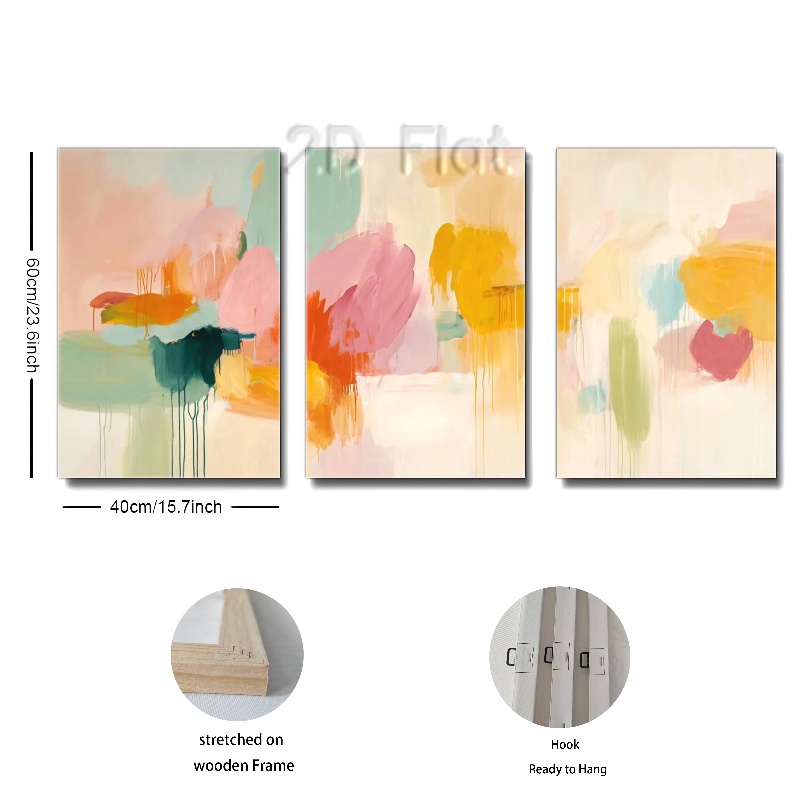 2D Flat
60cm/23.6inch
40cm/15.7inch
stretched on
wooden Frame
Hook
Ready to Hang